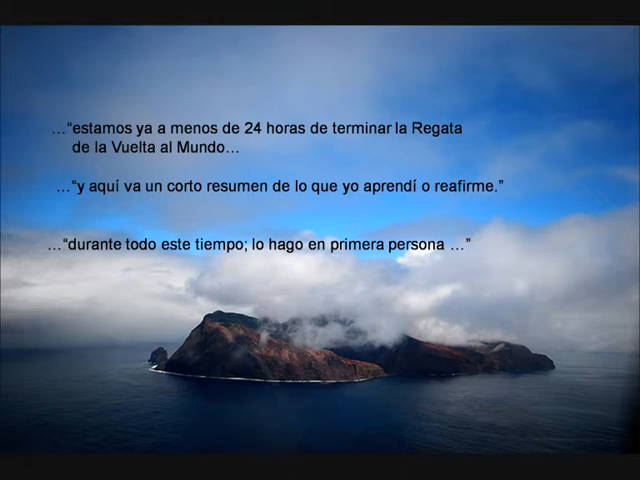 …“estamos ya a menos de 24 horas de terminar la Regata
de la Vuelta al Mundo…
…“y aquí va un corto resumen de lo que yo aprendí o reafirme.”
…“durante todo este tiempo; lo hago en primera persona …”